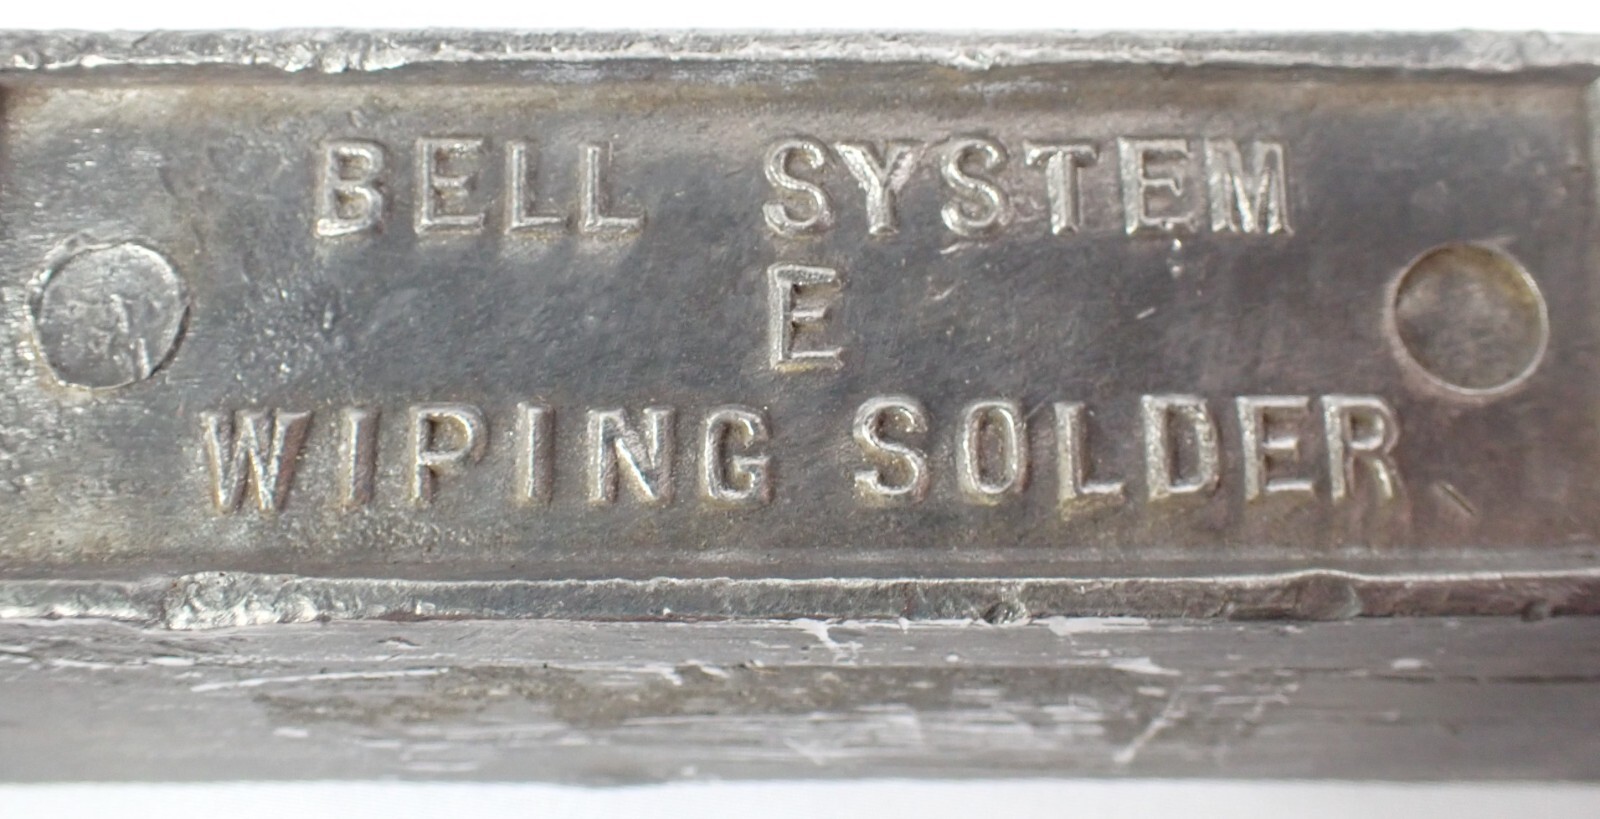 BELL SYSTEM
E
WIPING SOLDER